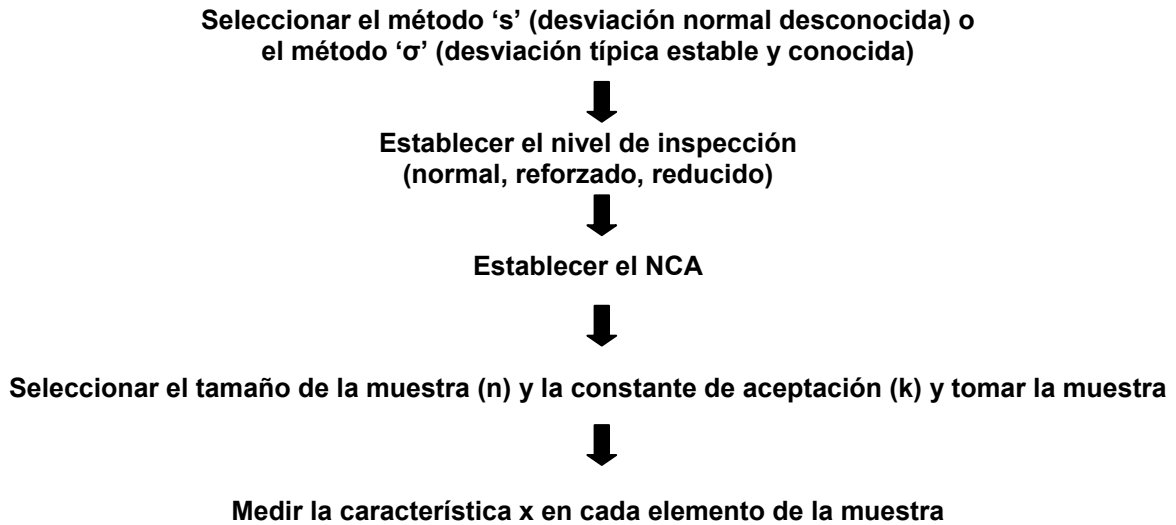 Seleccionar el método ‘s’ (desviación normal desconocida) o
el método ‘σ’ (desviación típica estable y conocida)
Establecer el nivel de inspección
(normal, reforzado, reducido)
Establecer el NCA
Seleccionar el tamaño de la muestra (n) y la constante de aceptación (k) y tomar la muestra
Medir la característica x en cada elemento de la muestra